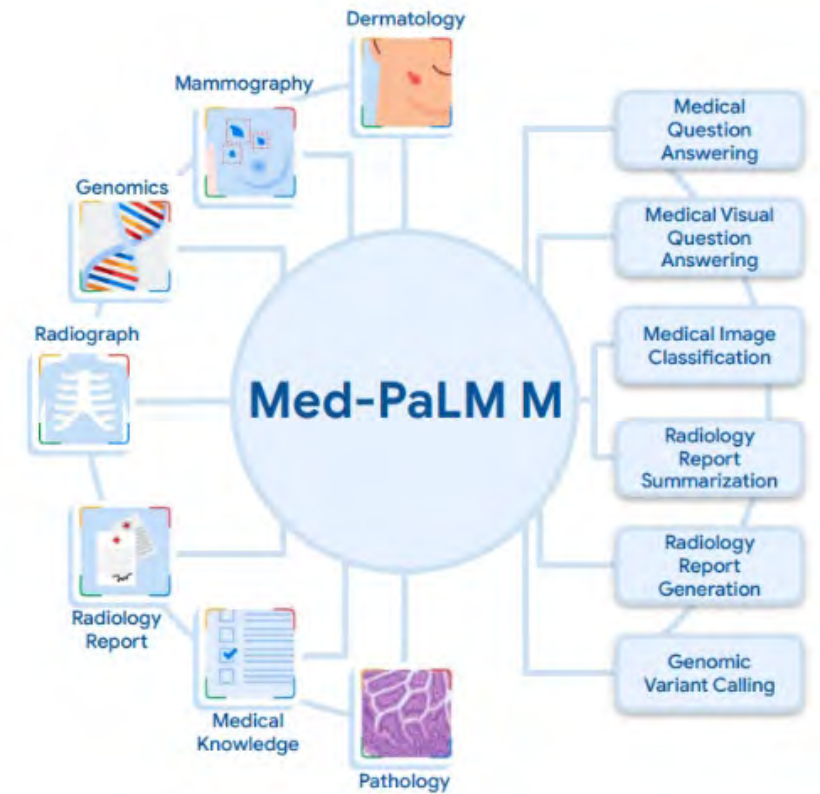 Dermatology
Mammography
Genomics
Radiograph
Radiology
Report
Medical
Knowledge
Pathology
Med-PaLM M
Medical
Question
Answering
Medical Visual
Question
Answering
Medical Image
Classification
Radiology
Report
Summarization
Radiology
Report
Generation
Genomic
Variant Calling